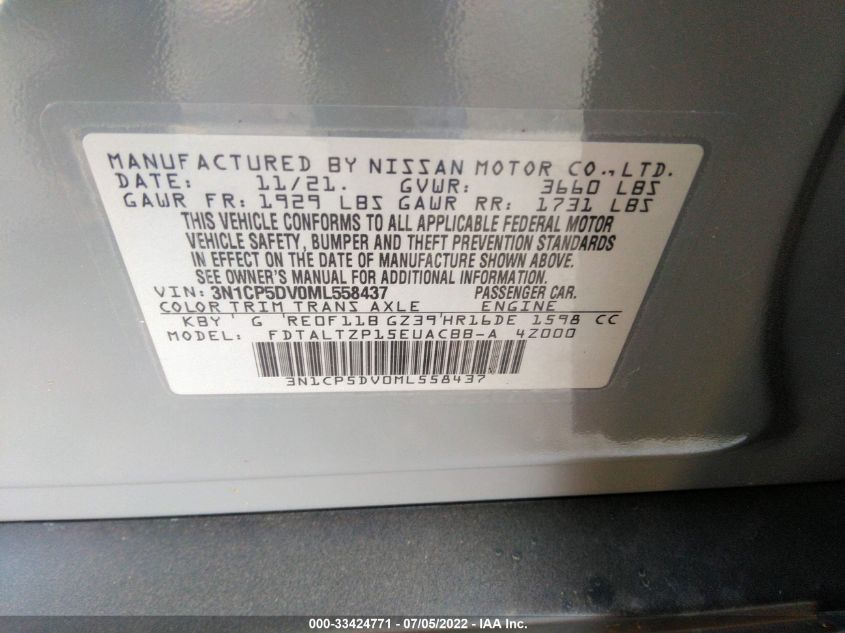 MANUFACTURED BY NISSAN MOTOR CO., LTD.
DATE: 11/21. GVWR: 3660 LBS
GAWR FR: 1929 LBS GAWR RR: 1731 LBS
THIS VEHICLE CONFORMS TO ALL APPLICABLE FEDERAL MOTOR
VEHICLE SAFETY, BUMPER AND THEFT PREVENTION STANDARDS
IN EFFECT ON THE DATE OF MANUFACTURE SHOWN ABOVE.
SEE OWNER'S MANUAL FOR ADDITIONAL INFORMATION.
VIN: 3N1CP5DV0ML558437 PASSENGER CAR.
COLOR TRIM TRANS AXLE ENGINE
KBY G RE0F11B GZ39 HR16DE 1598 CC
MODEL: FDTALTZP15EUACBB-A 4Z000
3N1CP5DV0ML558437
000-33424771 - 07/05/2022 - IAA Inc.